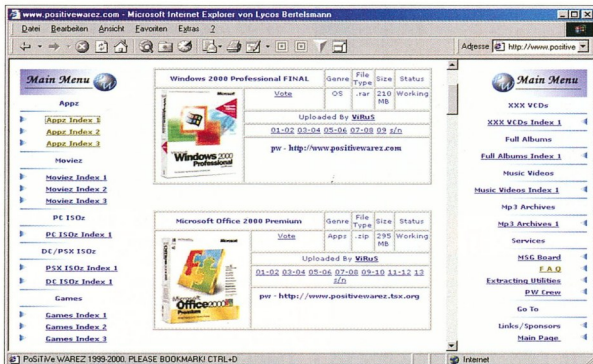 www.positivewarez.com - Microsoft Internet Explorer von Lycos Bertelsmann
Datei Bearbeiten Ansicht Favoriten Extras ?
Adresse http://www.positive
Main Menu
Appz
Appz Index 1
Appz Index 2
Appz Index 3
Moviez
Moviez Index 1
Moviez Index 2
Moviez Index 3
PC ISOz
PC ISOz Index 1
DC/PSX ISOz
PSX ISOz Index 1
DC ISOz Index 1
Games
Games Index 1
Games Index 2
Games Index 3
Windows 2000 Professional FINAL Genre File Type Size Status
Vote OS .rar 210 MB Working
Uploaded By ViRuS
01-02 03-04 05-06 07-08 09 s/n
pw - http://www.positivewarez.com
Microsoft
Windows 2000
Professional
Microsoft Office 2000 Premium Genre File Type Size Status
Vote Apps .zip 295 MB Working
Uploaded By ViRuS
01-02 03-04 05-06 07-08 09-10 11-12 13
s/n
pw - http://www.positivewarez.tsx.org
Microsoft
Office 2000
Premium
Main Menu
XXX VCDs
XXX VCDs Index 1
Full Albums
Full Albums Index 1
Music Videos
Music Videos Index 1
Mp3 Archives
Mp3 Archives 1
Services
MSG Board
F A Q
Extracting Utilities
PW Crew
Go To
Links/Sponsors
Main Page
PoSiTiVe WAREZ 1999-2000. PLEASE BOOKMARK! CTRL+D
Internet